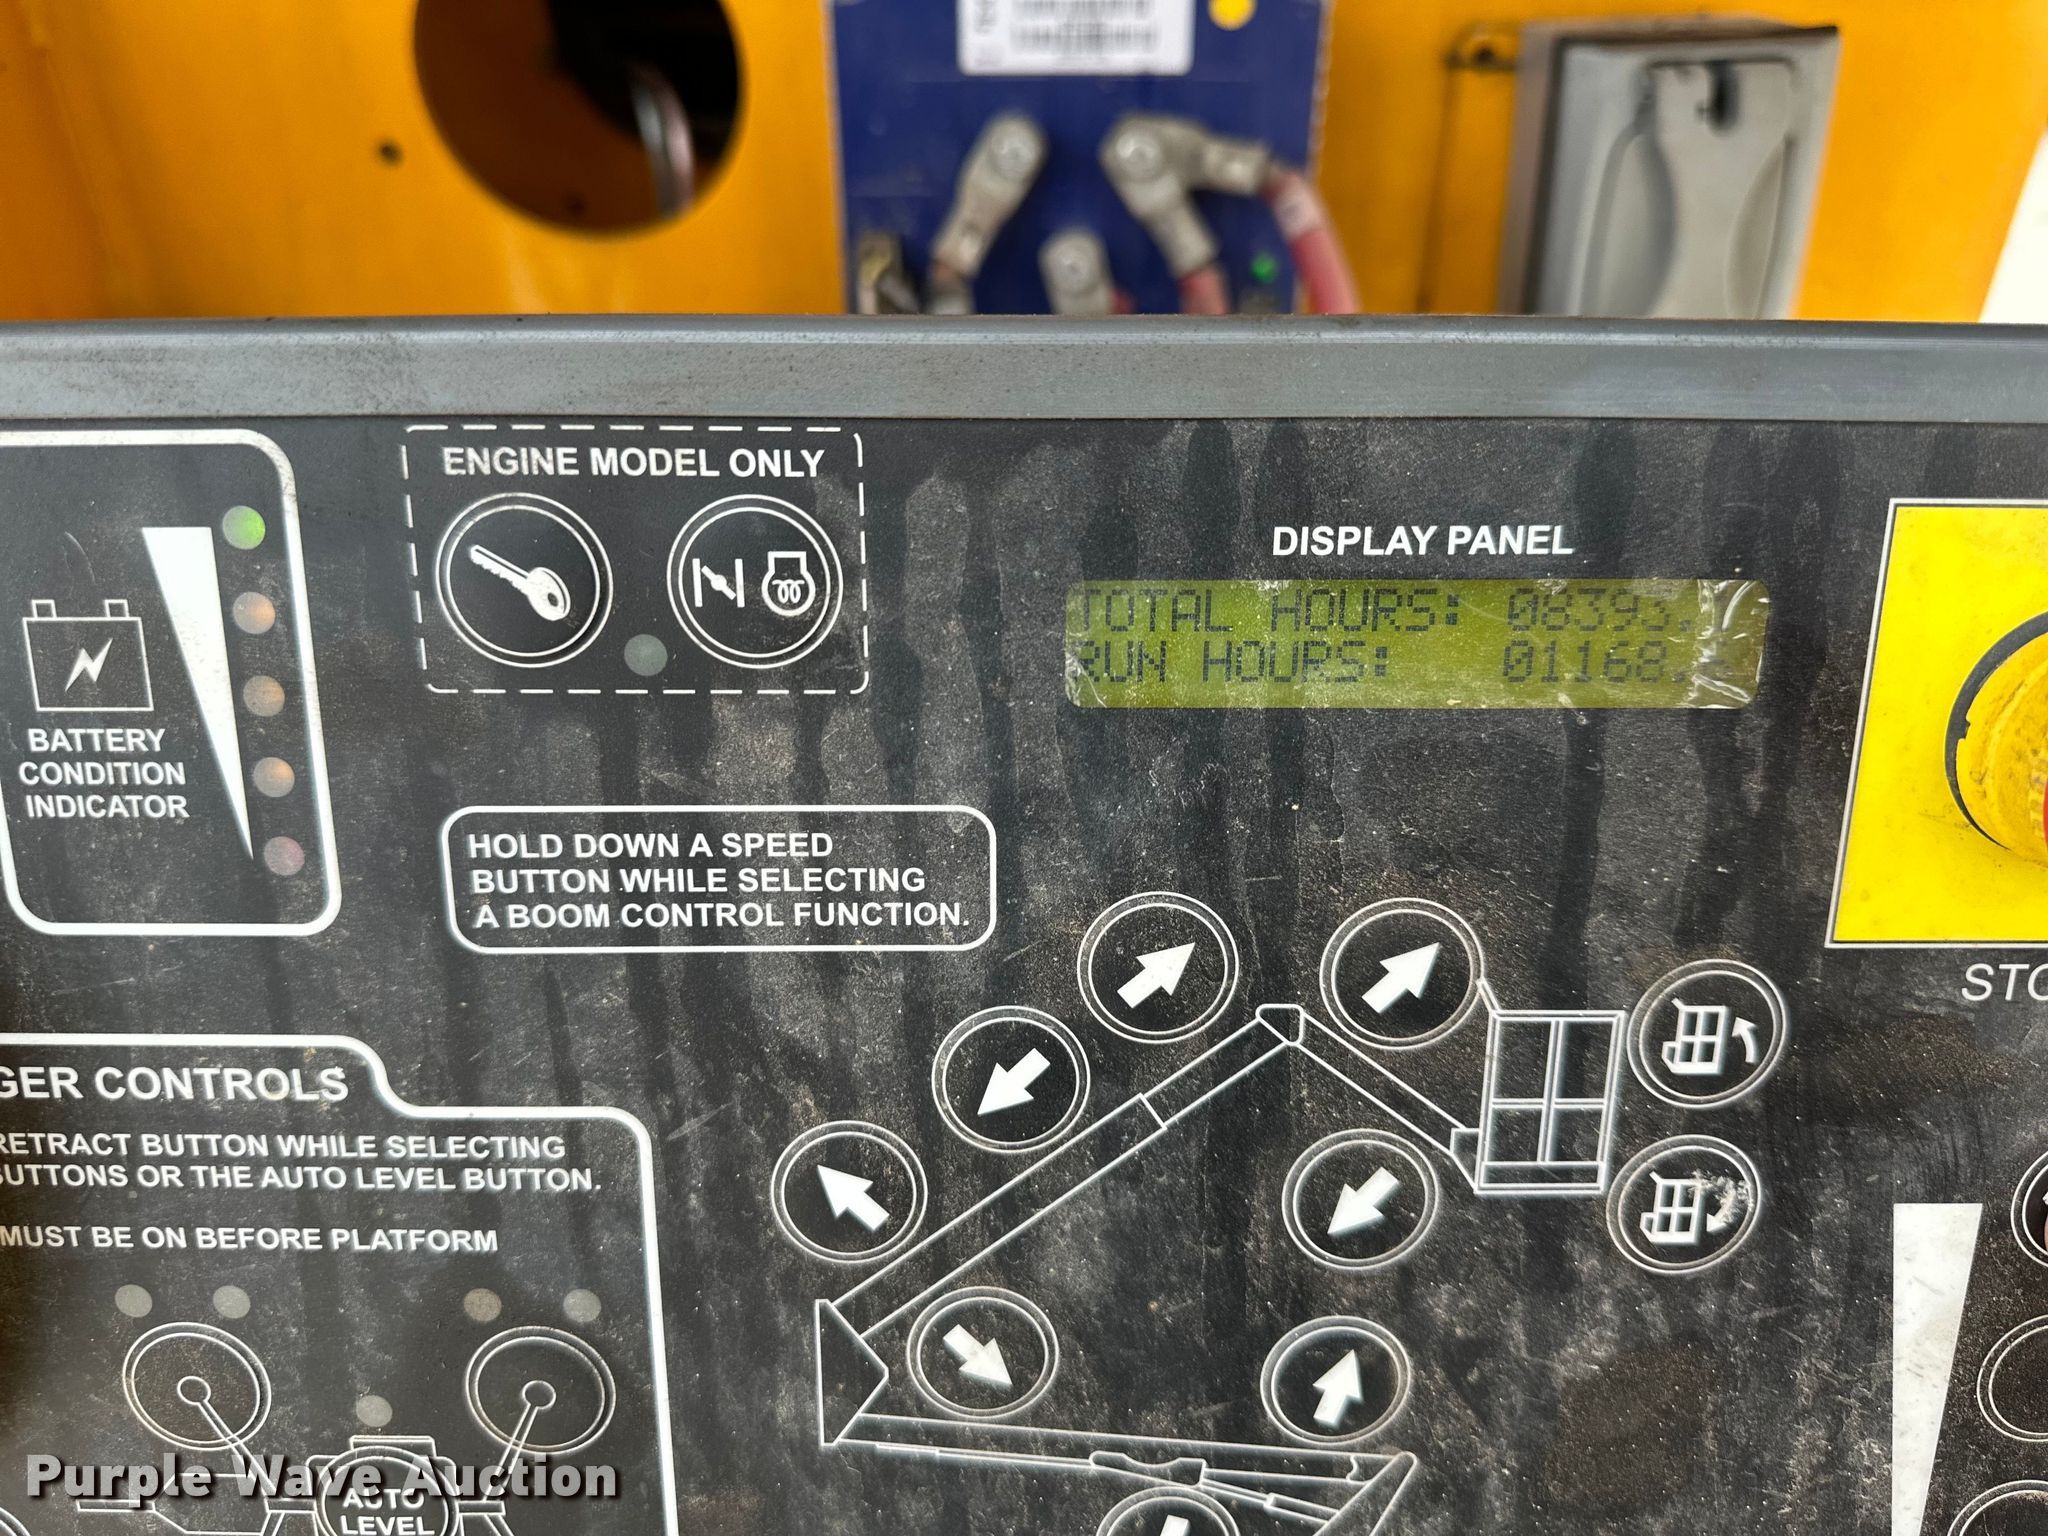 ENGINE MODEL ONLY
DISPLAY PANEL
TOTAL HOURS: 08393.
RUN HOURS: 01168.
BATTERY
CONDITION
INDICATOR
HOLD DOWN A SPEED
BUTTON WHILE SELECTING
A BOOM CONTROL FUNCTION.
STO
GER CONTROLS
RETRACT BUTTON WHILE SELECTING
BUTTONS OR THE AUTO LEVEL BUTTON.
MUST BE ON BEFORE PLATFORM
AUTO
LEVEL
Purple Wave Auction